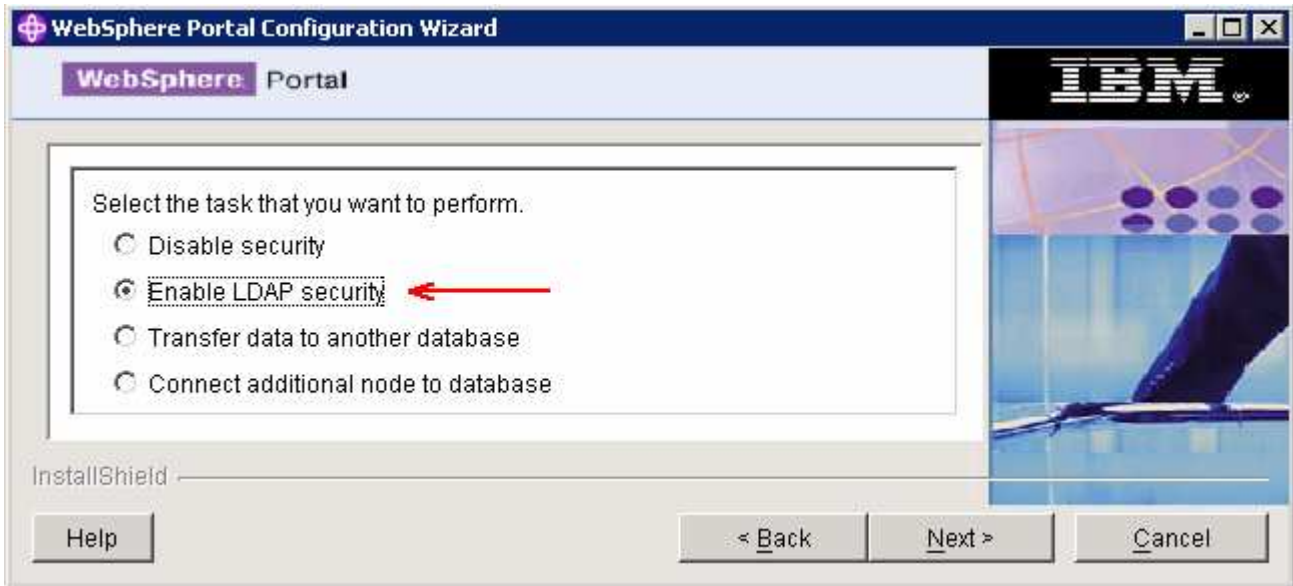 WebSphere Portal Configuration Wizard
WebSphere Portal
IBM®
Select the task that you want to perform.
Disable security
Enable LDAP security
Transfer data to another database
Connect additional node to database
InstallShield
Help
< Back
Next >
Cancel